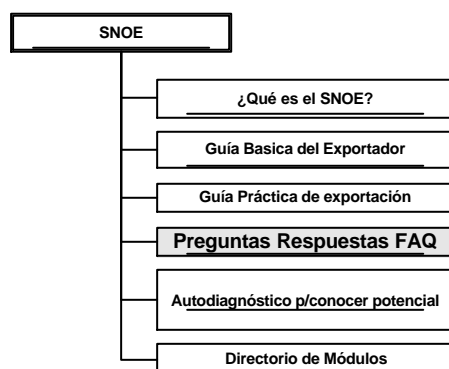 SNOE
¿Qué es el SNOE?
Guía Basica del Exportador
Guía Práctica de exportación
Preguntas Respuestas FAQ
Autodiagnóstico p/conocer potencial
Directorio de Módulos